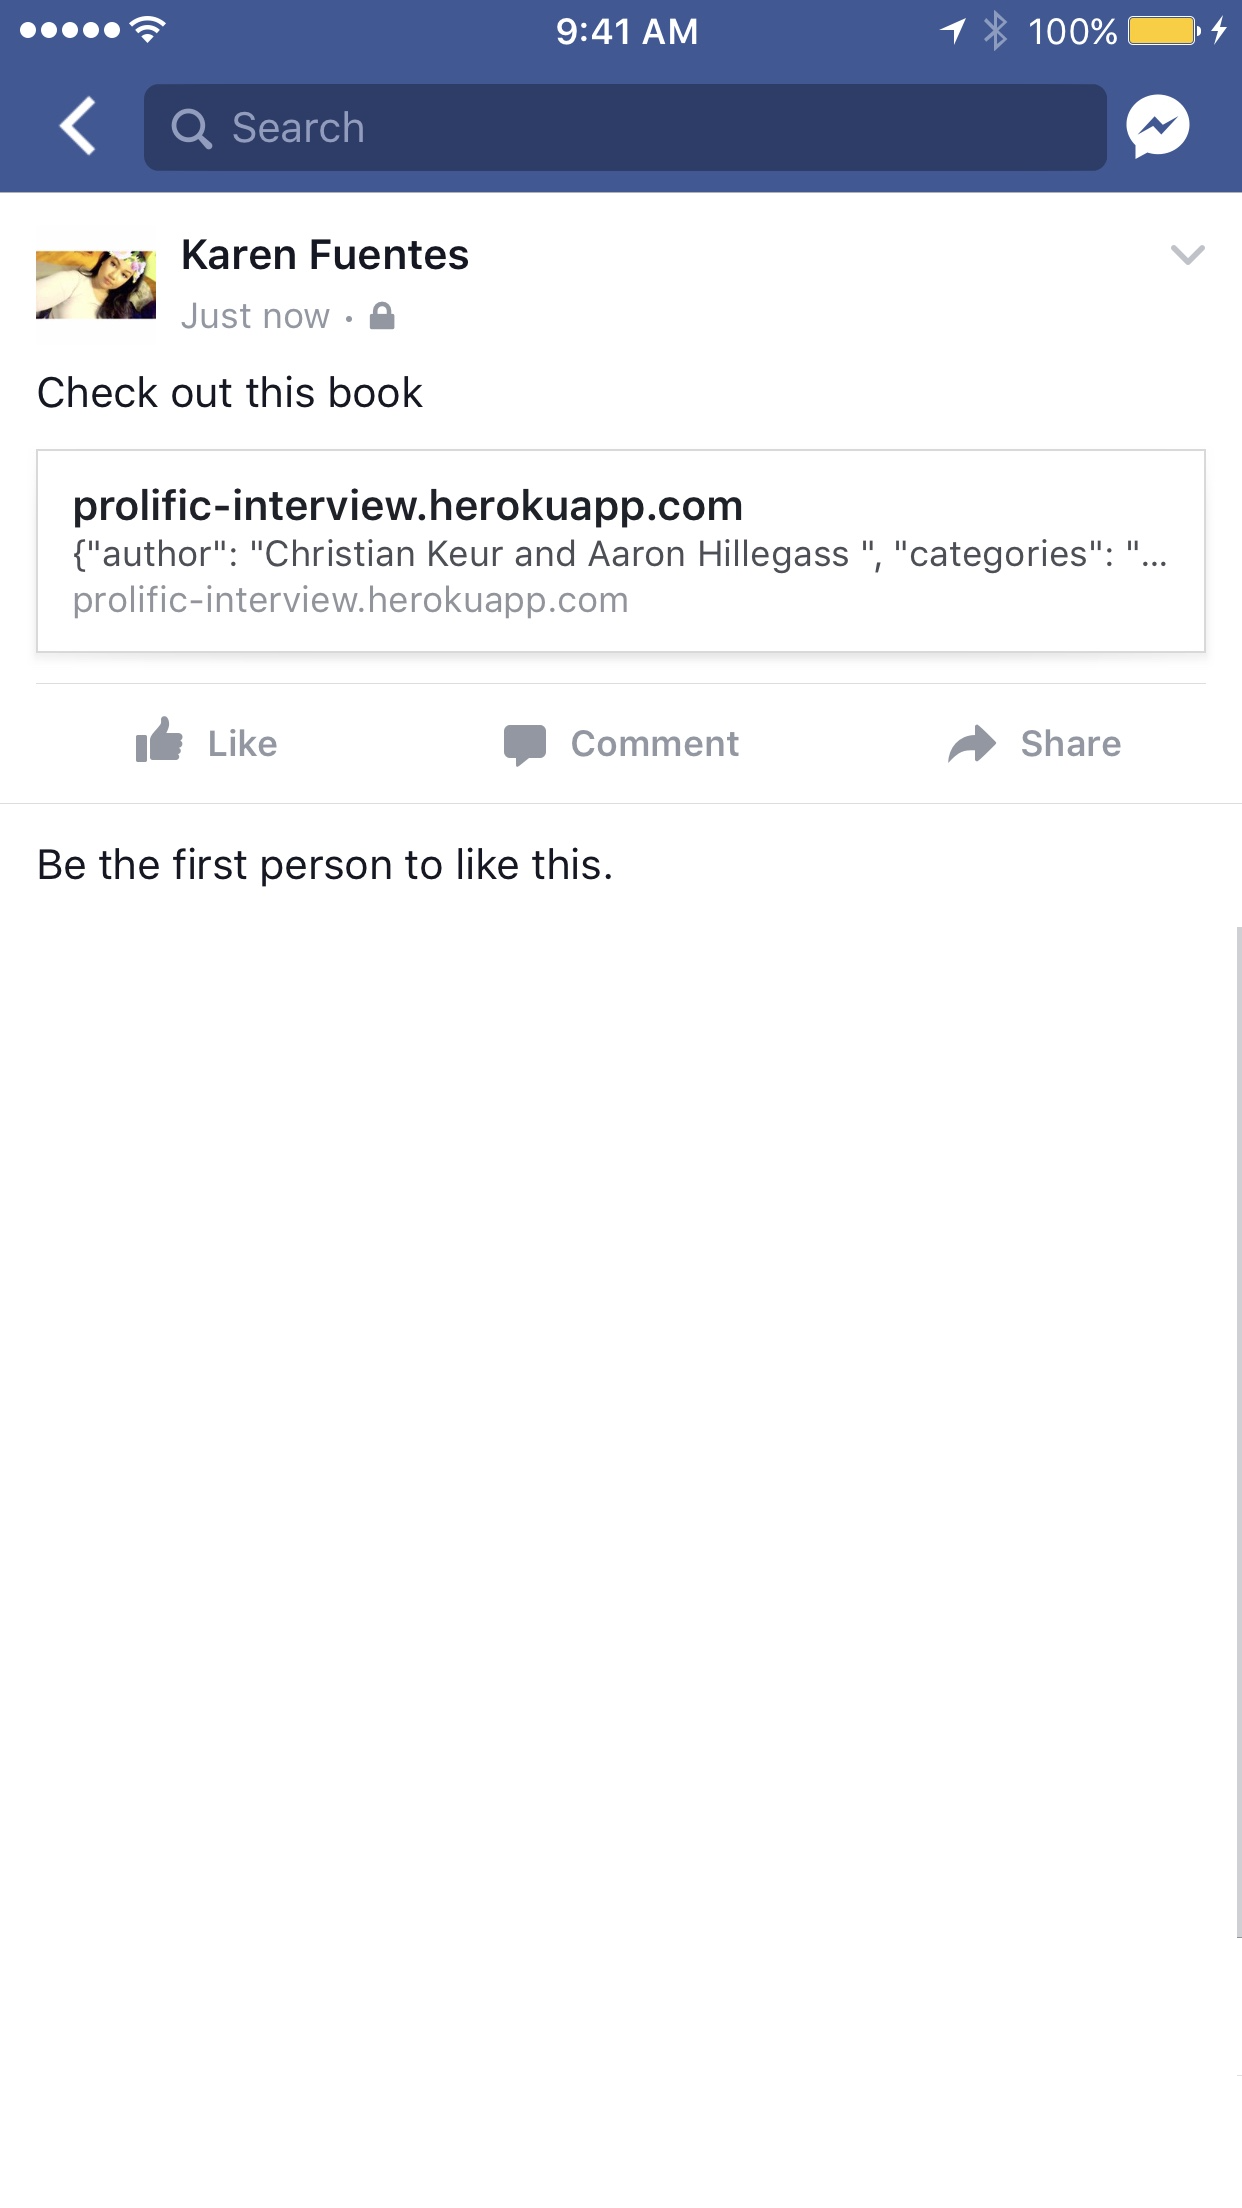 9:41 AM
100%
Search
Karen Fuentes
Just now ·
Check out this book
prolific-interview.herokuapp.com
{"author": "Christian Keur and Aaron Hillegass ", "categories": "...
prolific-interview.herokuapp.com
Like
Comment
Share
Be the first person to like this.